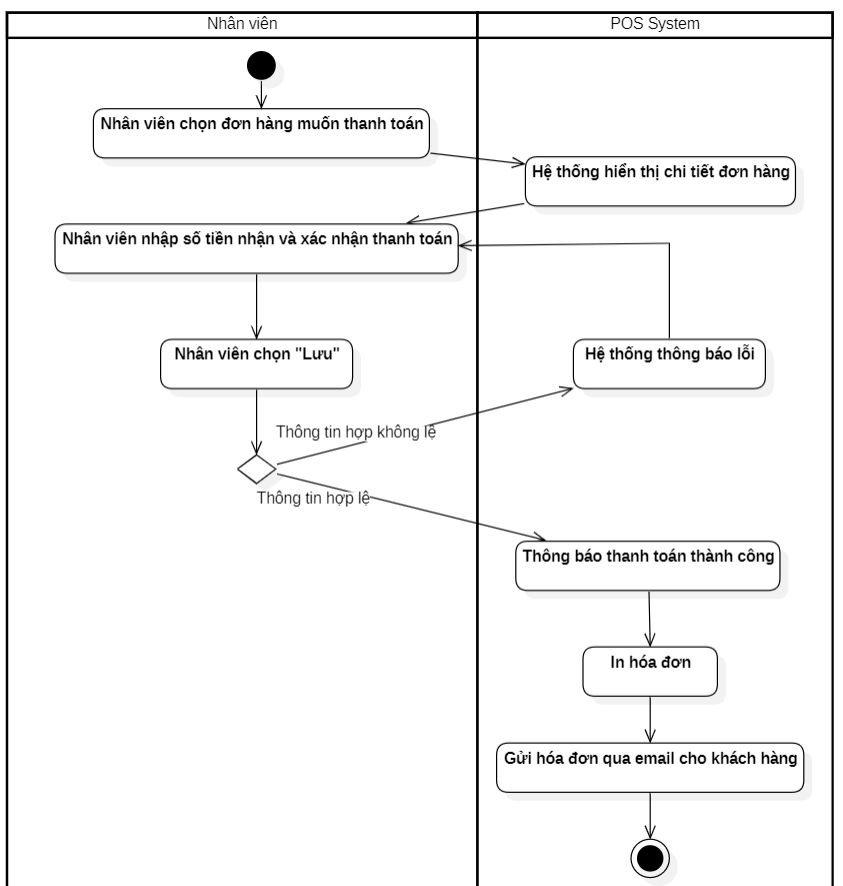 Nhân viên
POS System
Nhân viên chọn đơn hàng muốn thanh toán
Hệ thống hiển thị chi tiết đơn hàng
Nhân viên nhập số tiền nhận và xác nhận thanh toán
Nhân viên chọn "Lưu"
Hệ thống thông báo lỗi
Thông tin hợp không lệ
Thông tin hợp lệ
Thông báo thanh toán thành công
In hóa đơn
Gửi hóa đơn qua email cho khách hàng